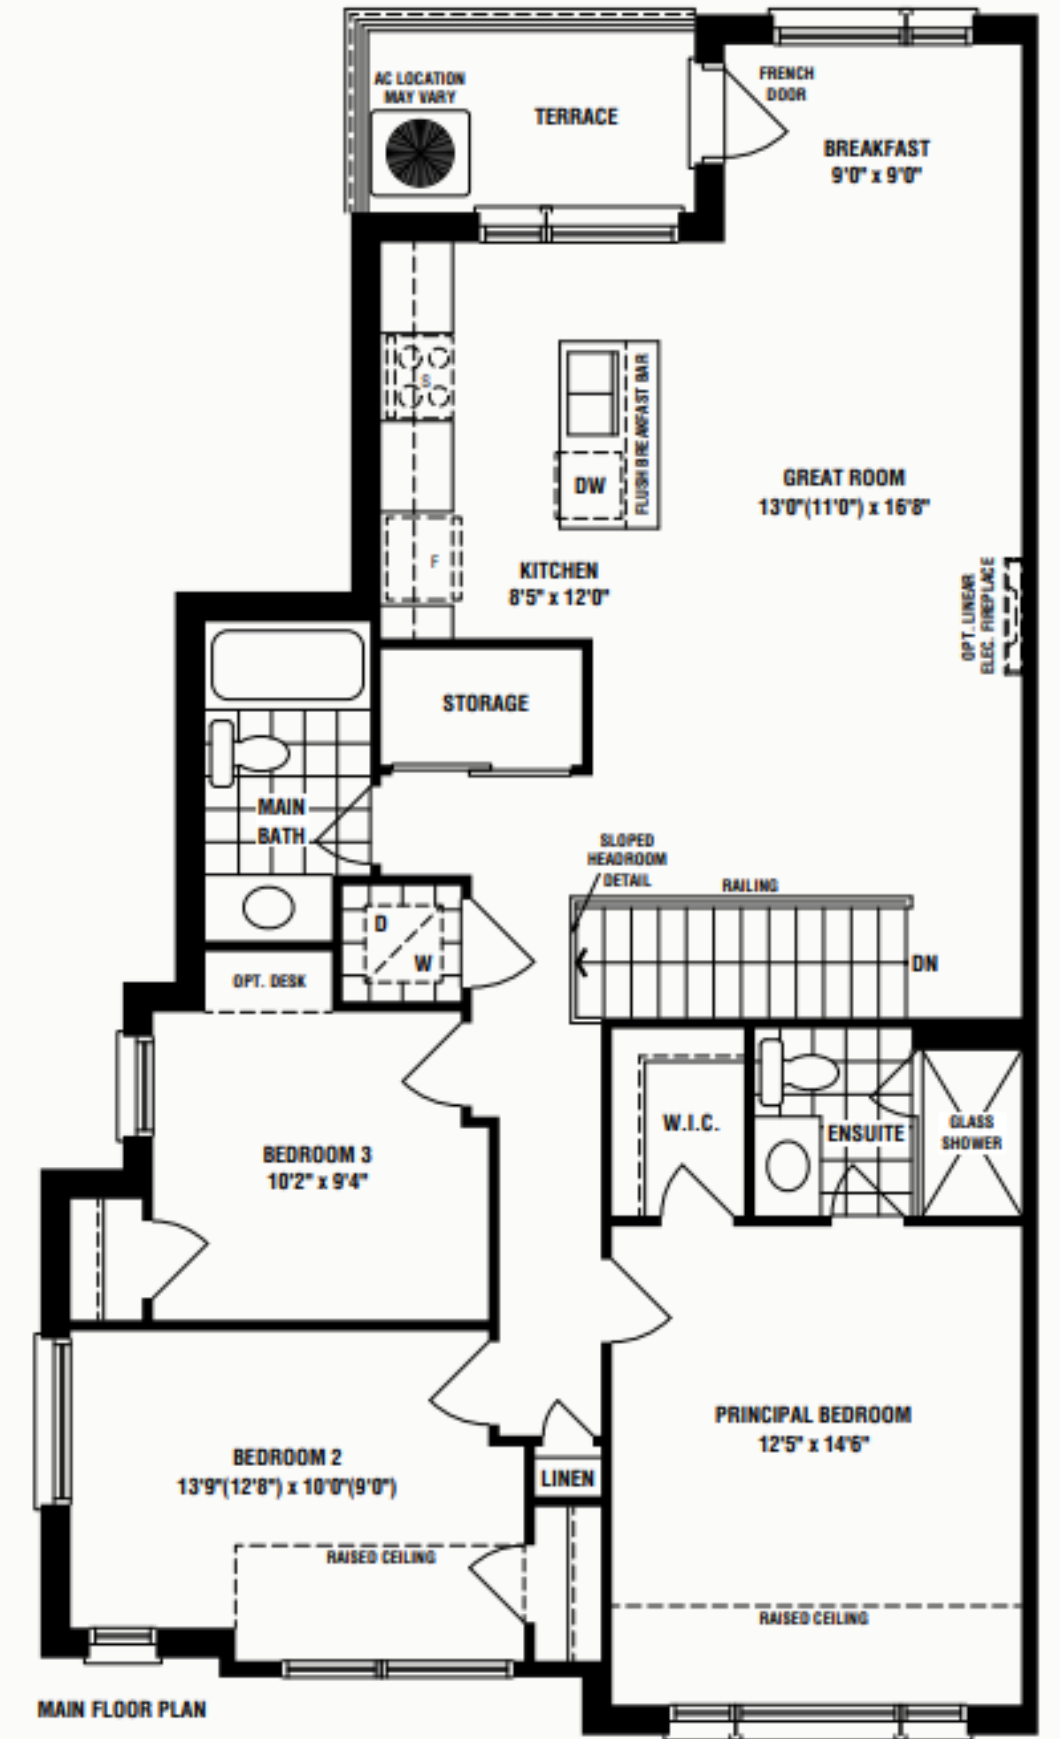 AC LOCATION
MAY VARY
TERRACE
FRENCH
DOOR
BREAKFAST
9'0" x 9'0"
S
DW
FLUSH BREAKFAST BAR
GREAT ROOM
13'0"(11'0") x 16'8"
F
KITCHEN
8'5" x 12'0"
OPT. LINEAR
ELEC. FIREPLACE
STORAGE
MAIN
BATH
SLOPED
HEADROOM
DETAIL
RAILING
D
W
DN
OPT. DESK
W.I.C.
ENSUITE
GLASS
SHOWER
BEDROOM 3
10'2" x 9'4"
PRINCIPAL BEDROOM
12'5" x 14'6"
BEDROOM 2
13'9"(12'8") x 10'0"(9'0")
LINEN
RAISED CEILING
RAISED CEILING
MAIN FLOOR PLAN